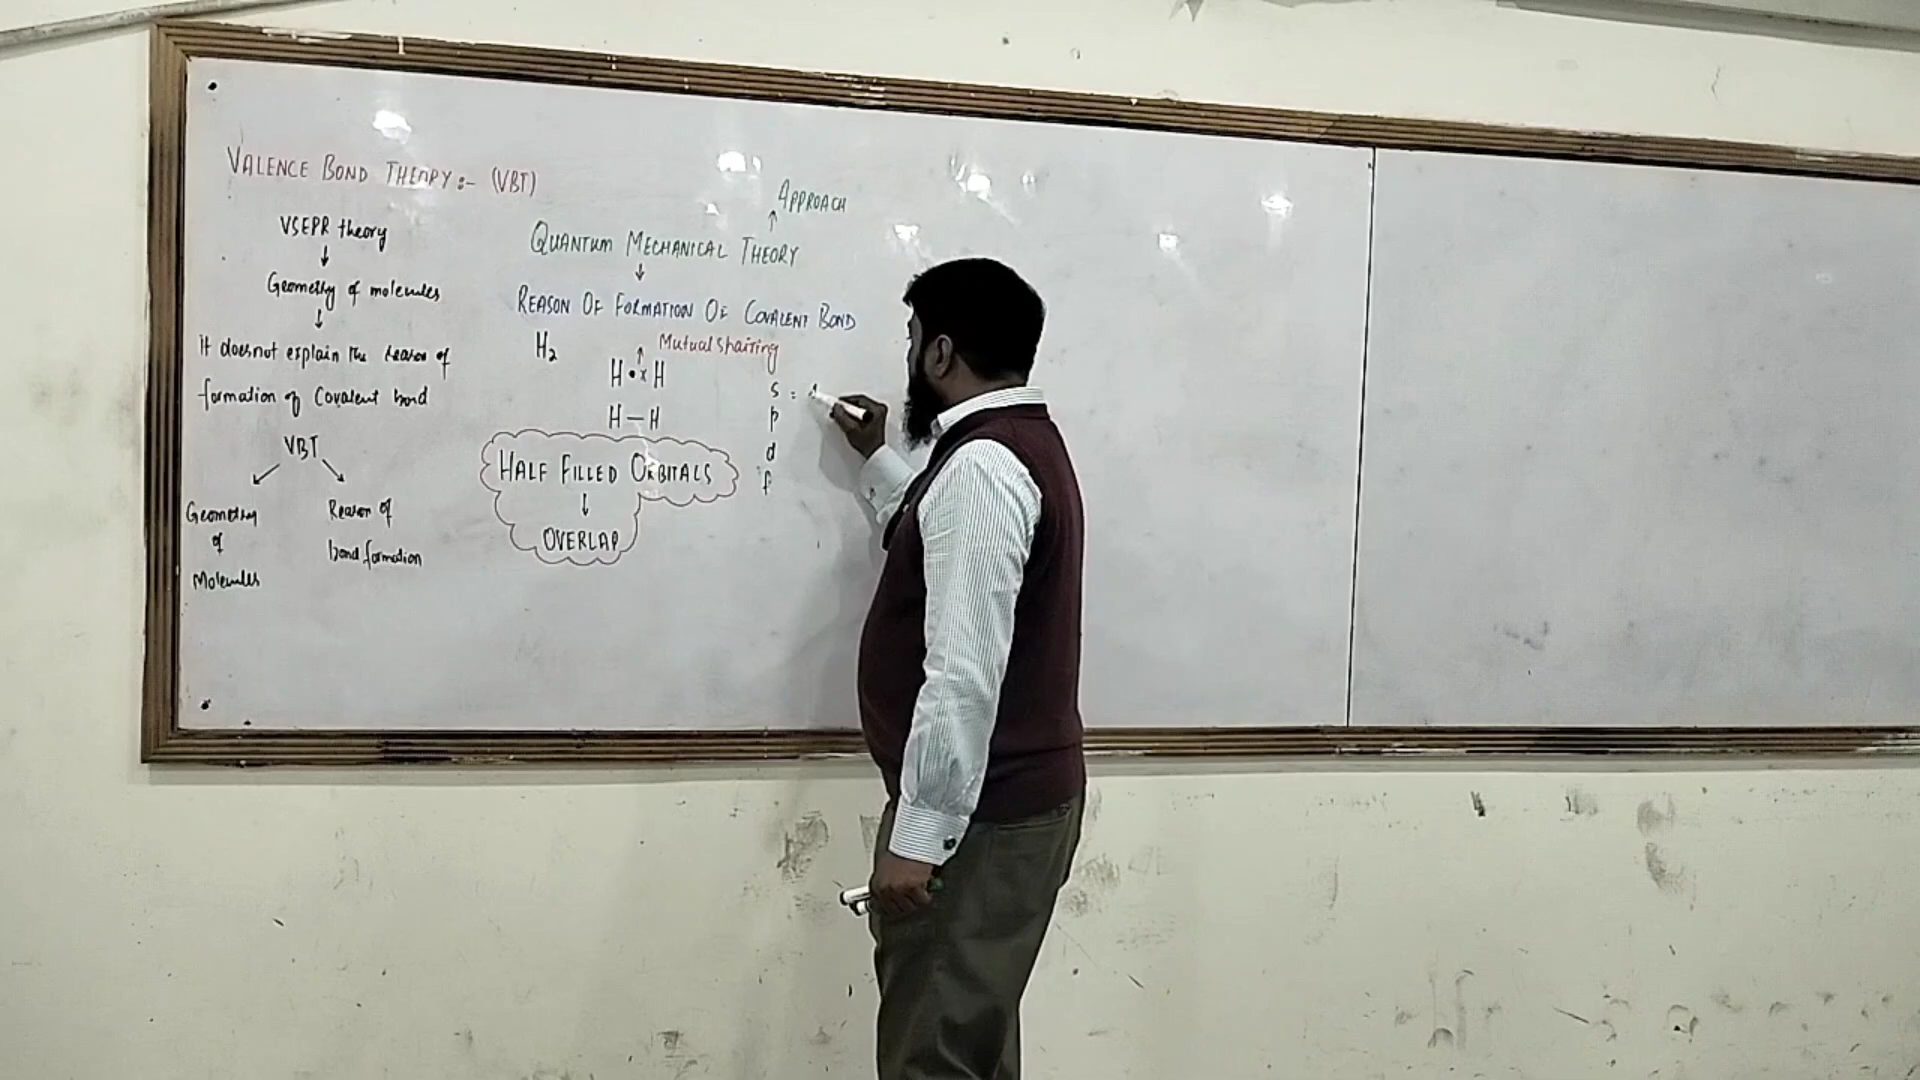 VALENCE BOND THEORY:- (VBT)
VSEPR theory
↓
Geometry of molecules
↓
it doesnot explain the reason of
formation of Covalent bond
VBT
Geometry
of
Molecules
Reason of
bond formation
APPROACH
↑
QUANTUM MECHANICAL THEORY
↓
REASON OF FORMATION OF COVALENT BOND
H₂
↑ Mutual Shairing
H•xH
H—H
HALF FILLED ORBITALS
↓
OVERLAP
s :
p
d
f